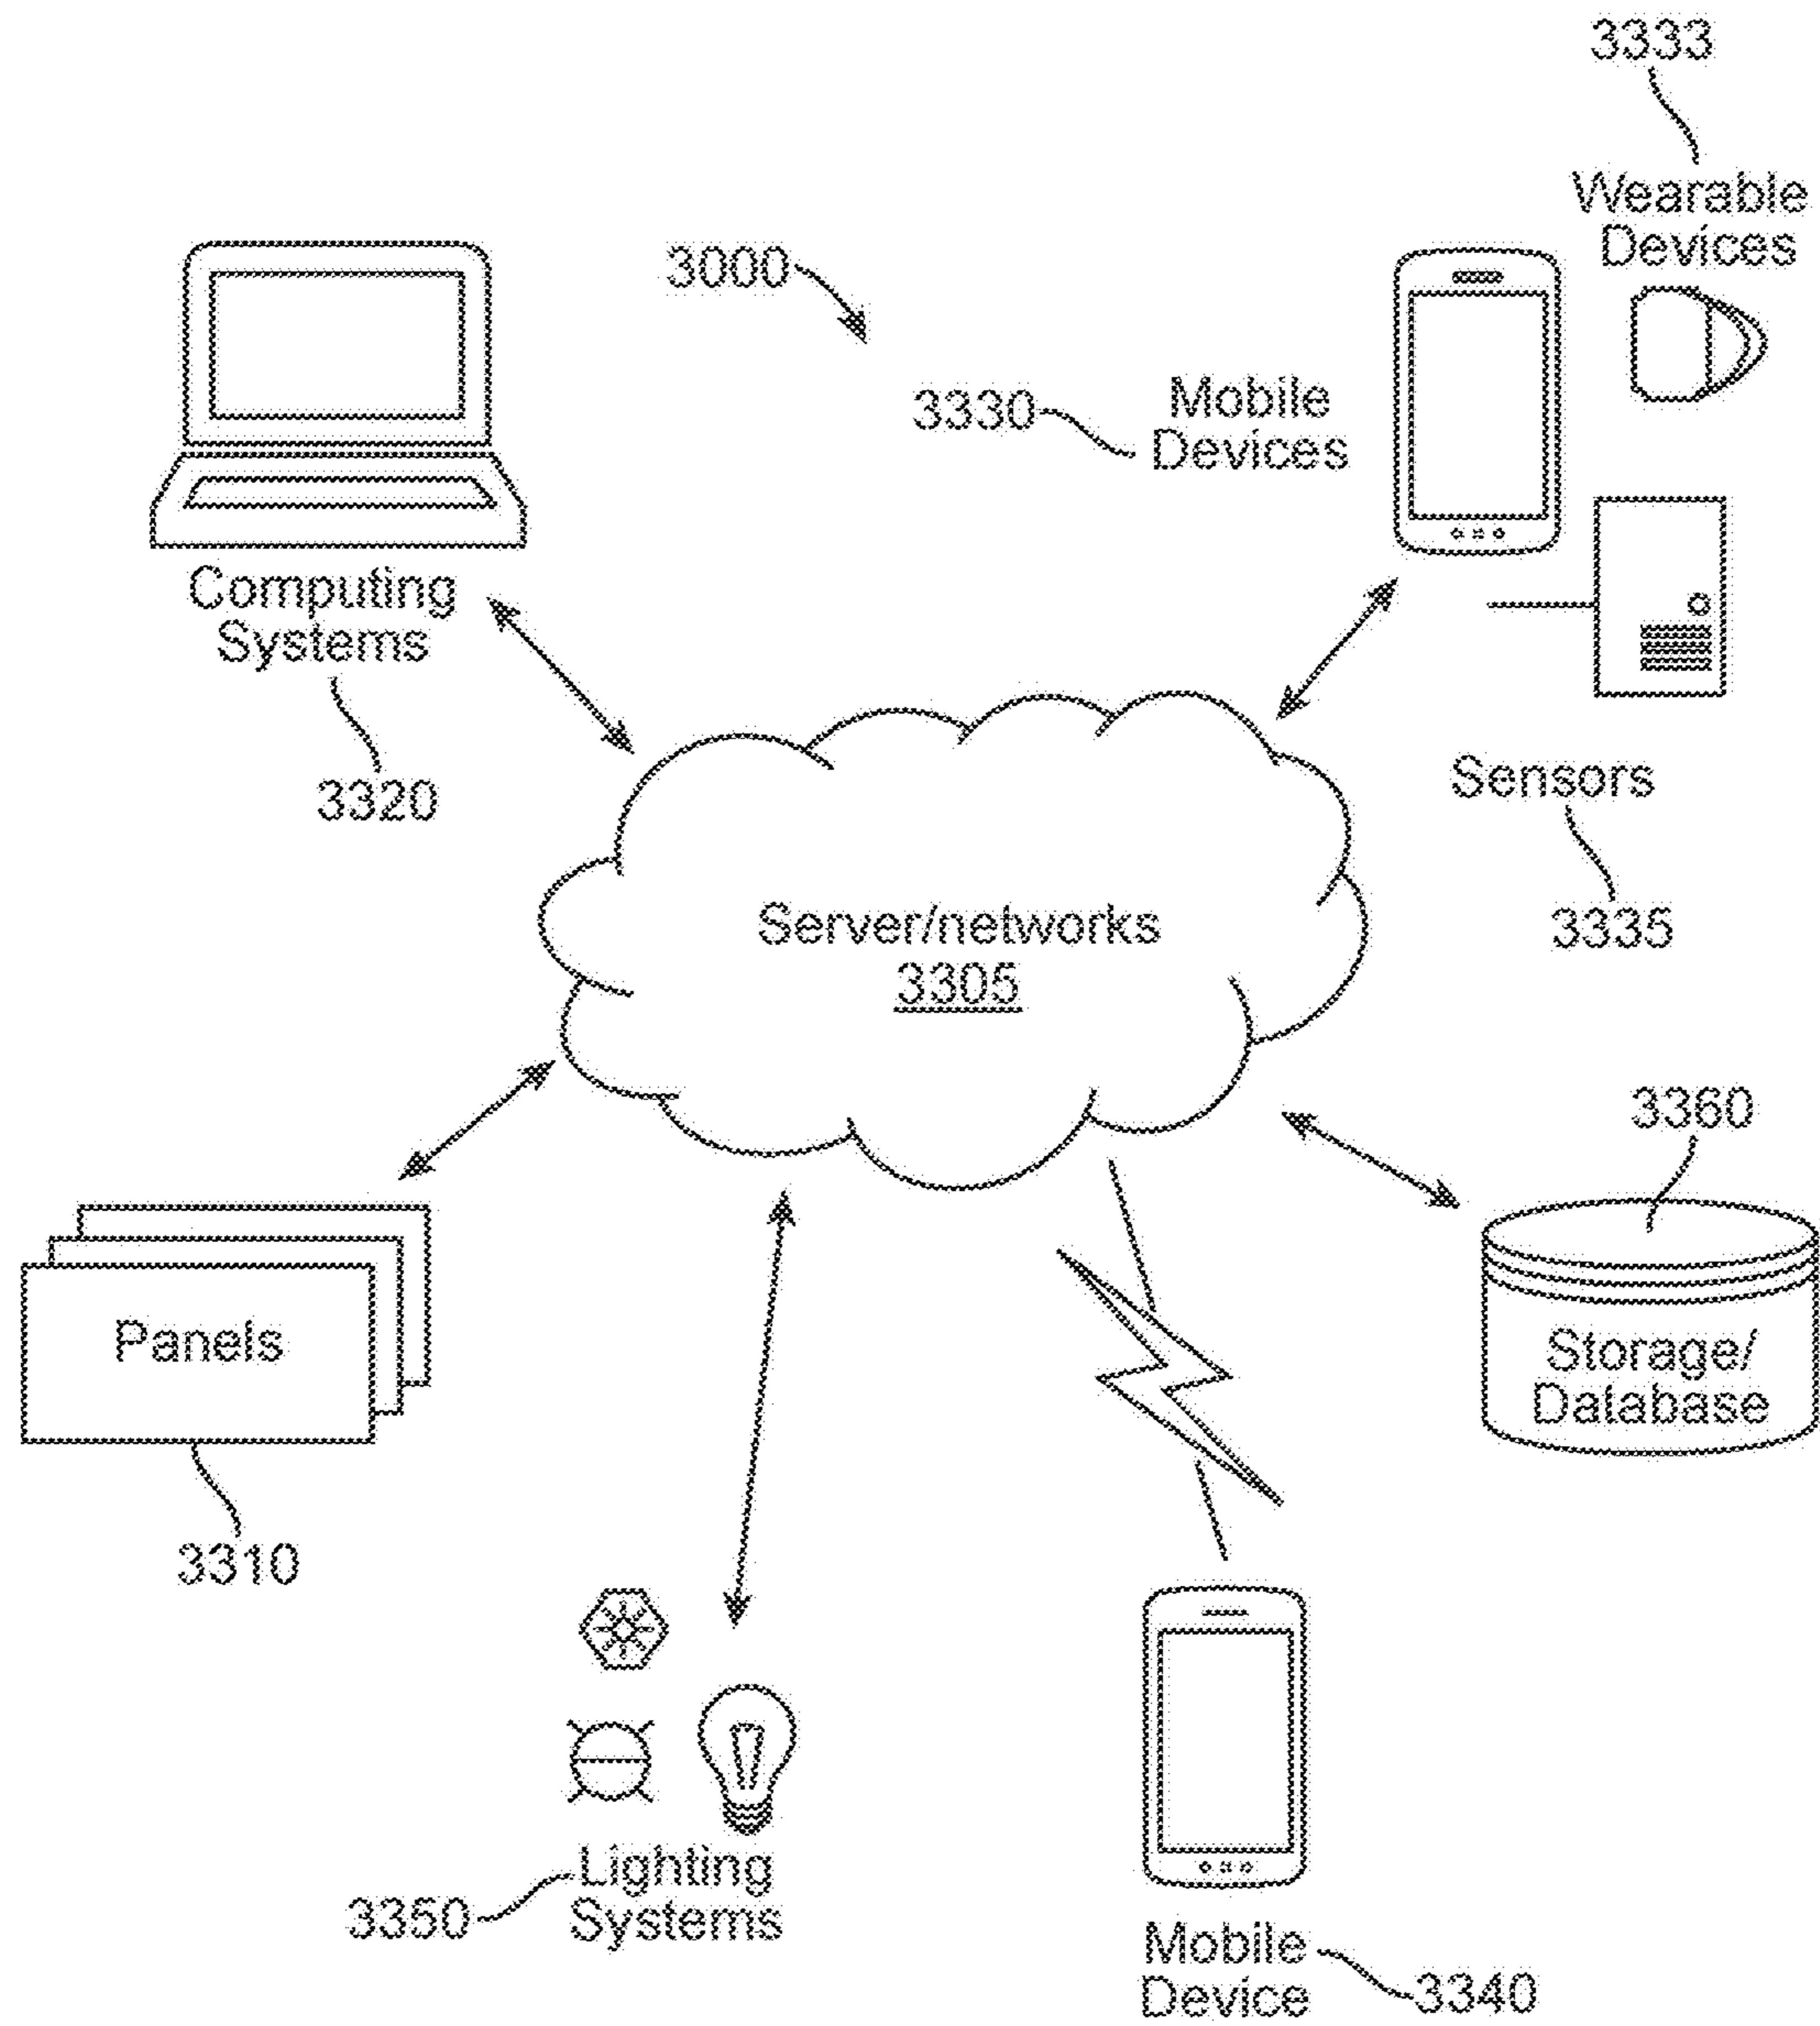 3333
Wearable
Devices
3000
3330
Mobile
Devices
Computing
Systems
3320
Sensors
3335
Server/networks
3305
3360
Panels
Storage/
Database
3310
Lighting
Systems
3350
Mobile
Device
3340